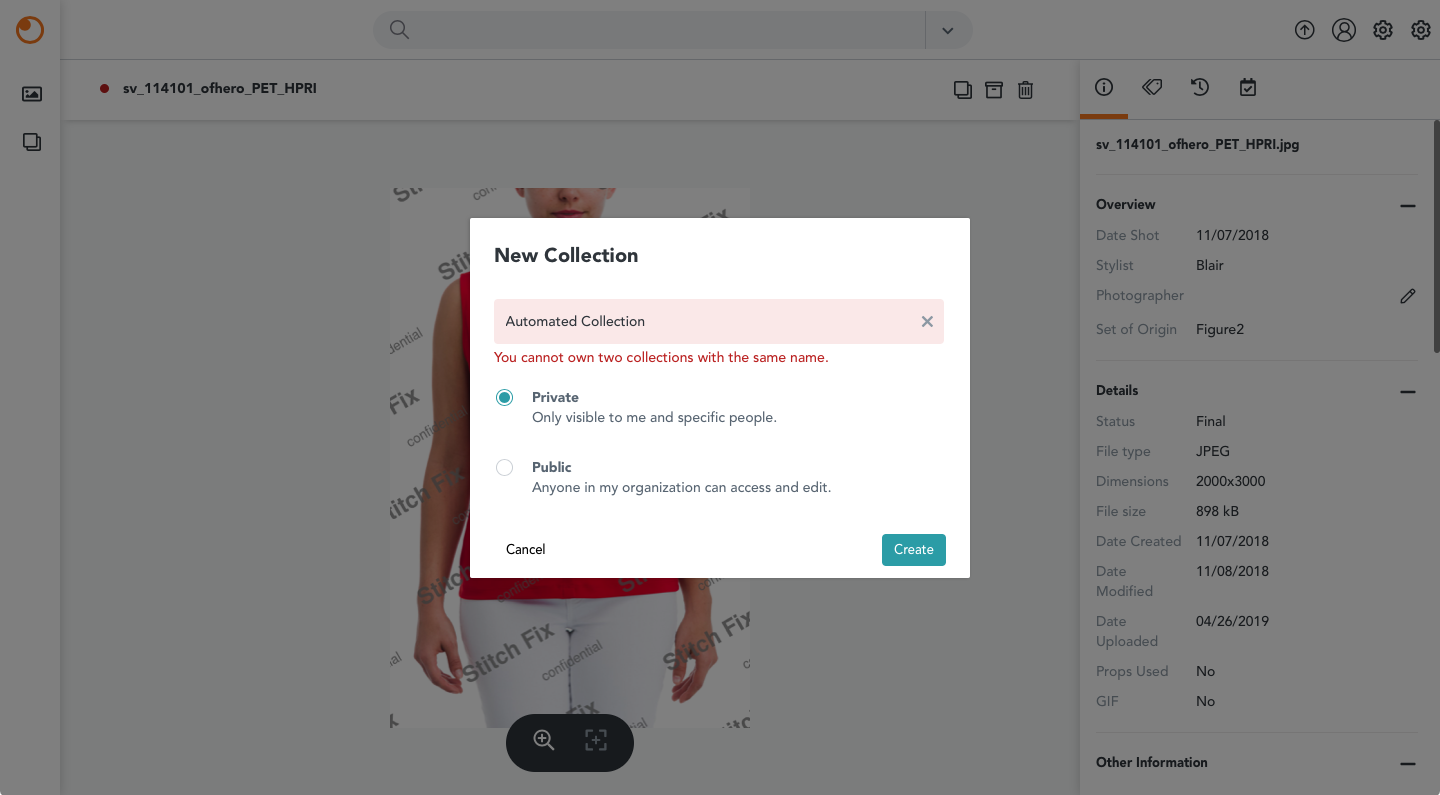 sv_114101_ofhero_PET_HPRI
sv_114101_ofhero_PET_HPRI.jpg
Overview
Date Shot 11/07/2018
Stylist Blair
Photographer
Set of Origin Figure2
Details
Status Final
File type JPEG
Dimensions 2000x3000
File size 898 kB
Date Created 11/07/2018
Date Modified 11/08/2018
Date Uploaded 04/26/2019
Props Used No
GIF No
Other Information
New Collection
Automated Collection
You cannot own two collections with the same name.
Private
Only visible to me and specific people.
Public
Anyone in my organization can access and edit.
Cancel
Create
Stitch Fix
confidential
Stitch Fix